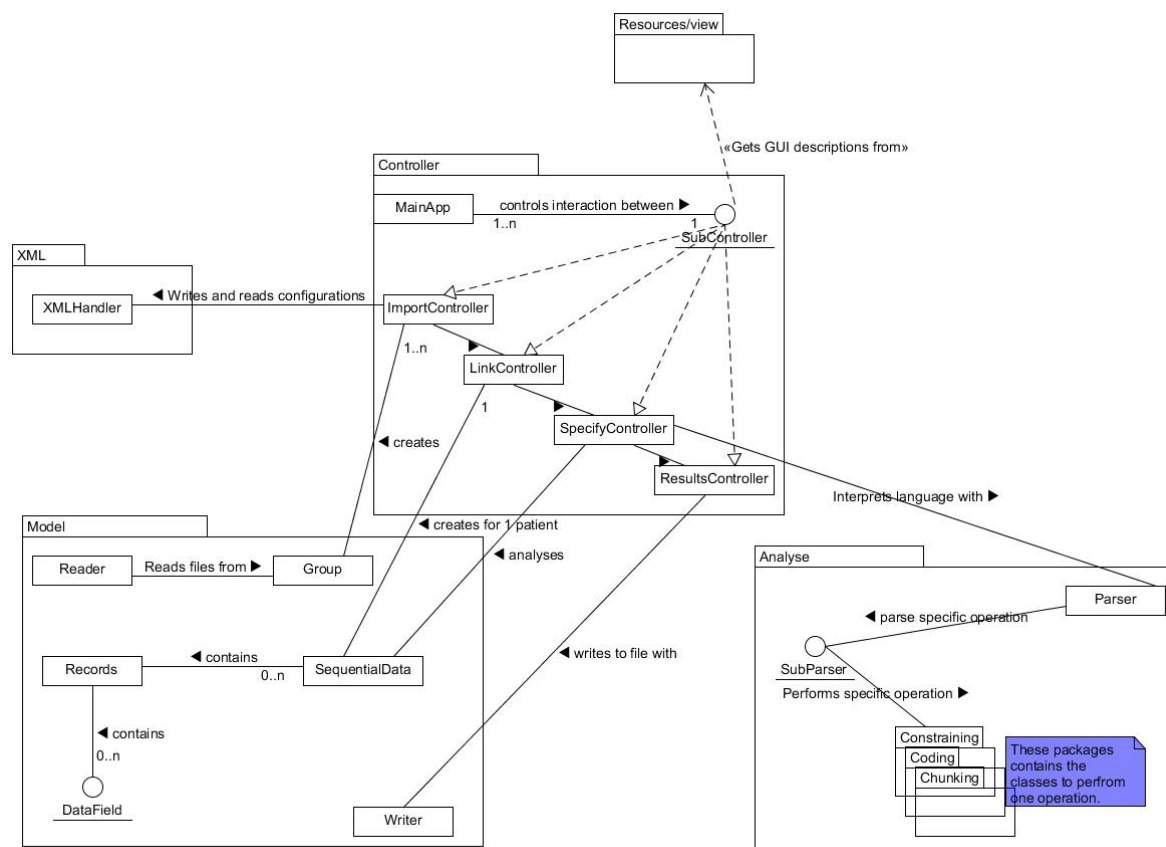 Resources/view
«Gets GUI descriptions from»
Controller
MainApp
controls interaction between ▶
1..n
1
SubController
XML
XMLHandler
◀ Writes and reads configurations
ImportController
1..n
▶
LinkController
1
▶
SpecifyController
◀ creates
▶
ResultsController
Interprets language with ▶
Model
◀ creates for 1 patient
◀ analyses
Reader
Reads files from ▶
Group
Analyse
Parser
◀ parse specific operation
SubParser
Performs specific operation ▶
◀ writes to file with
Records
◀ contains
0..n
SequentialData
◀ contains
0..n
DataField
Writer
Constraining
Coding
Chunking
These packages
contains the
classes to perfrom
one operation.